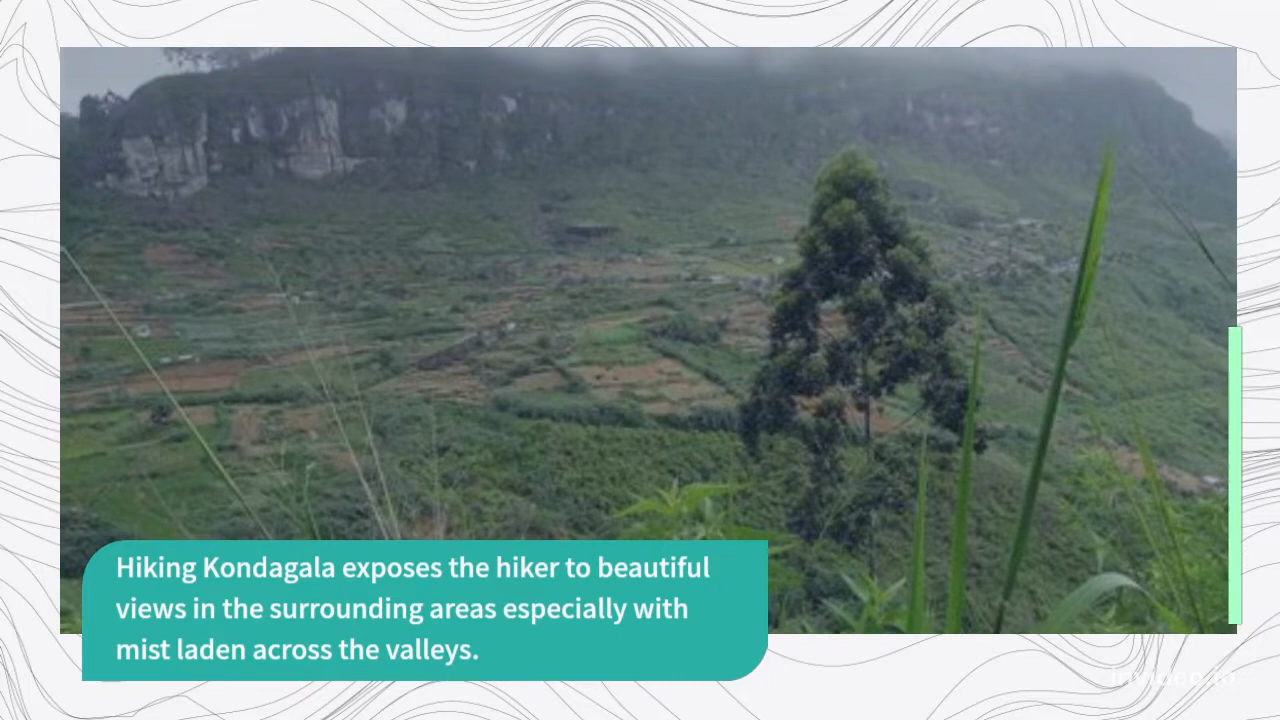 Hiking Kondagala exposes the hiker to beautiful
views in the surrounding areas especially with
mist laden across the valleys.